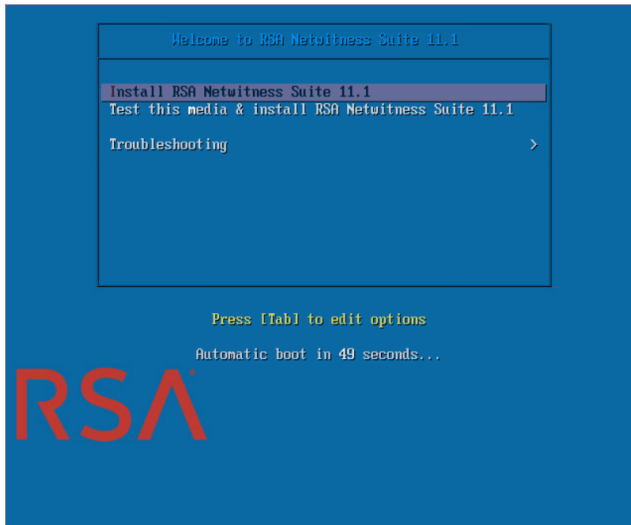 Welcome to RSA Netwitness Suite 11.1
Install RSA Netwitness Suite 11.1
Test this media & install RSA Netwitness Suite 11.1
Troubleshooting >
Press [Tab] to edit options
Automatic boot in 49 seconds...
RSA